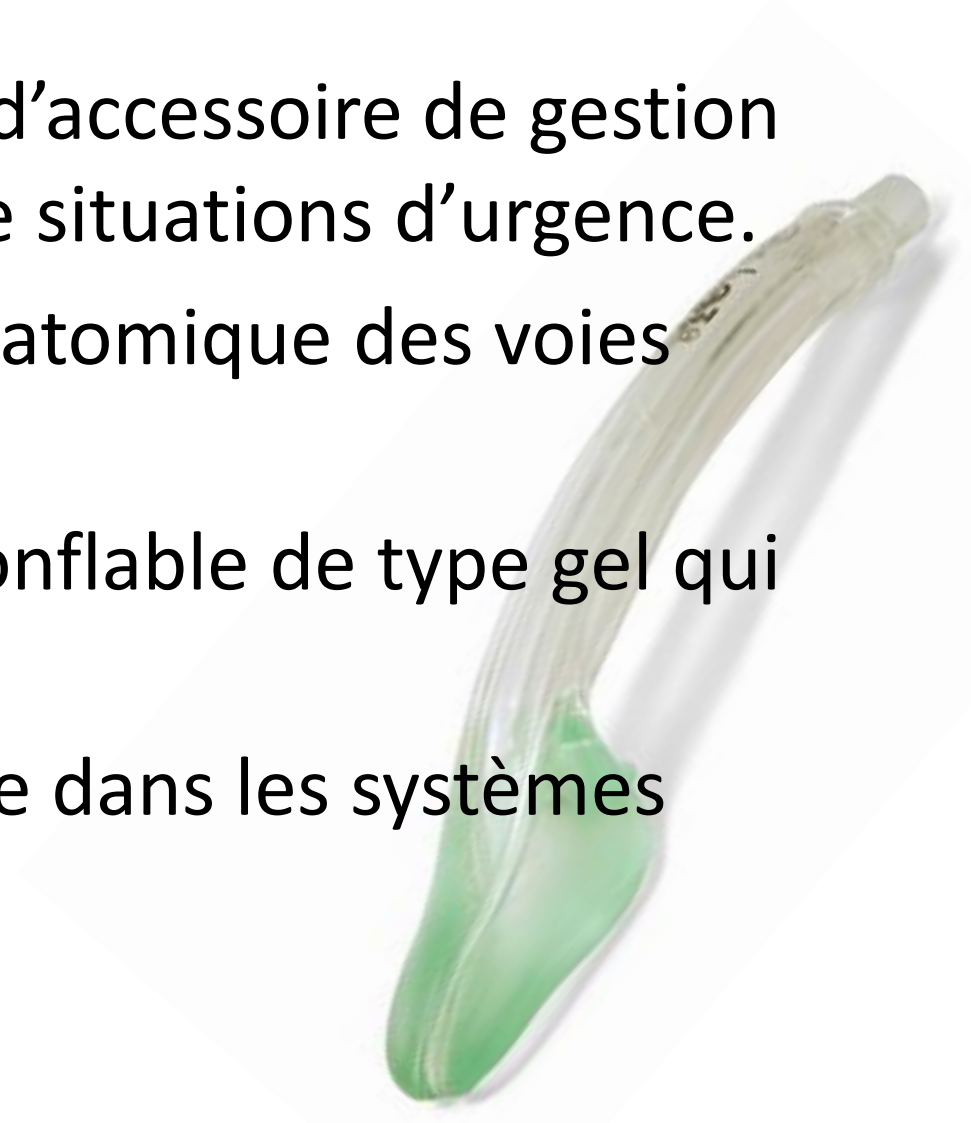 d’accessoire de gestion
e situations d’urgence.
atomique des voies
onflable de type gel qui
e dans les systèmes